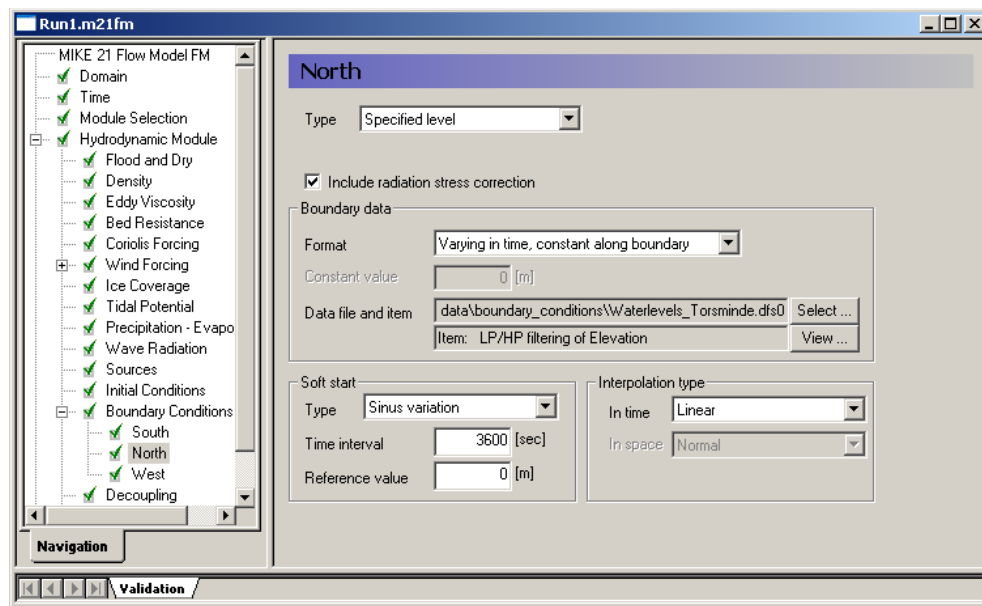 Run1.m21fm
MIKE 21 Flow Model FM
Domain
Time
Module Selection
Hydrodynamic Module
Flood and Dry
Density
Eddy Viscosity
Bed Resistance
Coriolis Forcing
Wind Forcing
Ice Coverage
Tidal Potential
Precipitation - Evapo
Wave Radiation
Sources
Initial Conditions
Boundary Conditions
South
North
West
Decoupling
Navigation
North
Type Specified level
Include radiation stress correction
Boundary data
Format Varying in time, constant along boundary
Constant value 0 [m]
Data file and item data\boundary_conditions\Waterlevels_Torsminde.dfs0 Select ...
Item: LP/HP filtering of Elevation View ...
Soft start
Type Sinus variation
Time interval 3600 [sec]
Reference value 0 [m]
Interpolation type
In time Linear
In space Normal
Validation